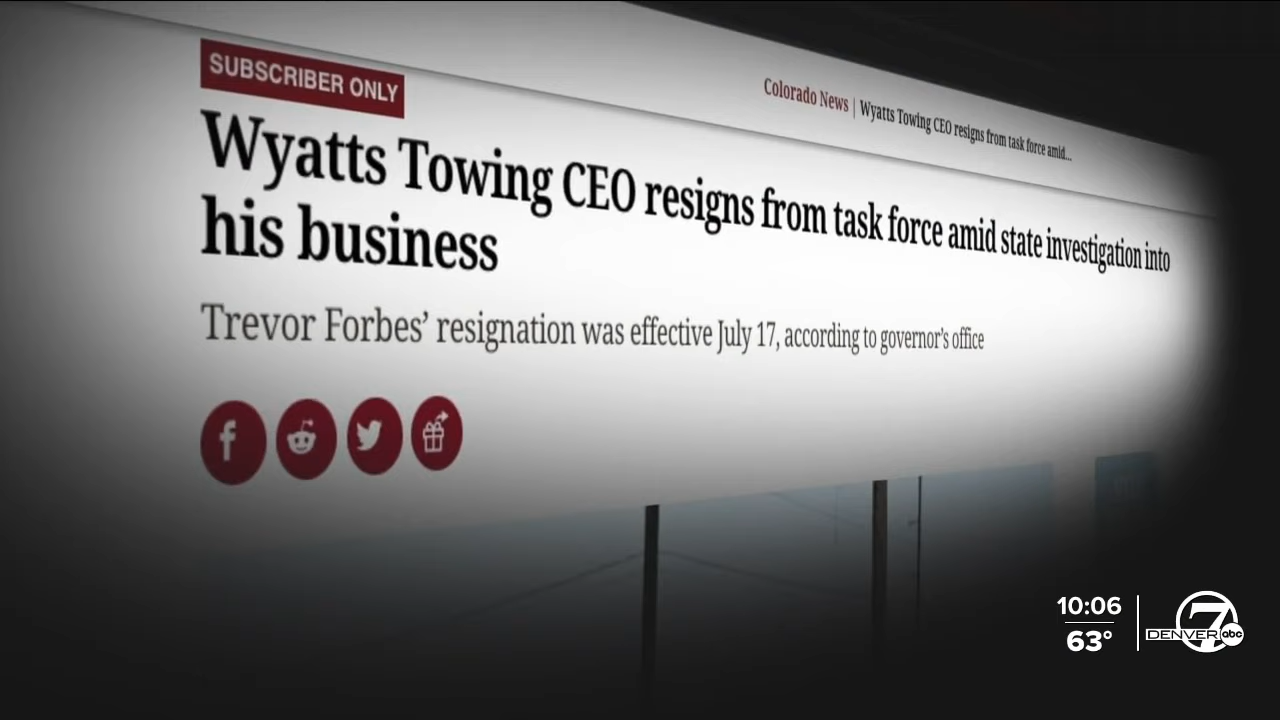 SUBSCRIBER ONLY
Colorado News | Wyatts Towing CEO resigns from task force amid...
Wyatts Towing CEO resigns from task force amid state investigation into
his business
Trevor Forbes’ resignation was effective July 17, according to governor’s office
10:06
63°
DENVER 7 abc